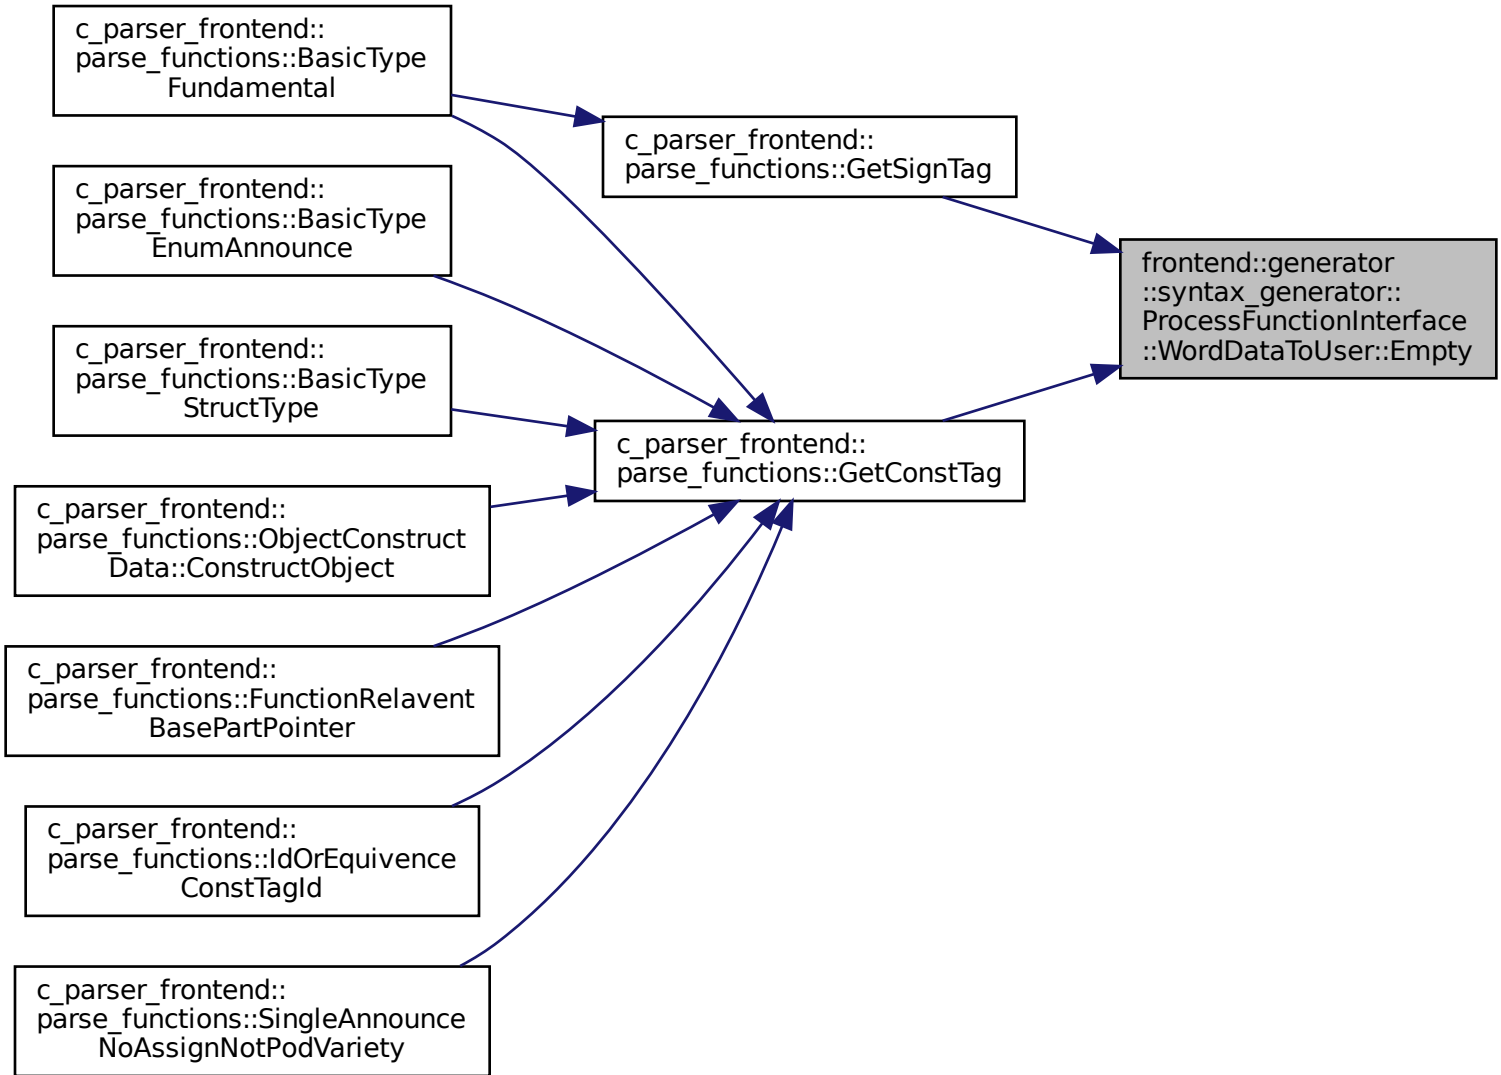 c_parser_frontend::
parse_functions::BasicType
Fundamental
c_parser_frontend::
parse_functions::GetSignTag
c_parser_frontend::
parse_functions::BasicType
EnumAnnounce
frontend::generator
::syntax_generator::
ProcessFunctionInterface
::WordDataToUser::Empty
c_parser_frontend::
parse_functions::BasicType
StructType
c_parser_frontend::
parse_functions::GetConstTag
c_parser_frontend::
parse_functions::ObjectConstruct
Data::ConstructObject
c_parser_frontend::
parse_functions::FunctionRelavent
BasePartPointer
c_parser_frontend::
parse_functions::IdOrEquivence
ConstTagId
c_parser_frontend::
parse_functions::SingleAnnounce
NoAssignNotPodVariety